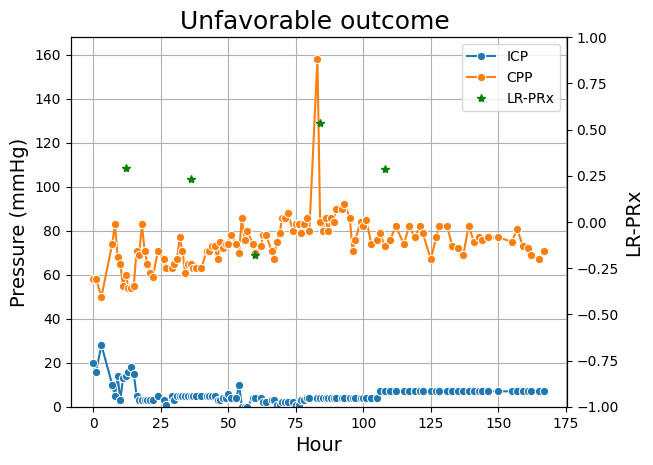 Unfavorable outcome
Pressure (mmHg)
160
140
120
100
80
60
40
20
0
ICP
CPP
LR-PRx
1.00
0.75
0.50
0.25
0.00
−0.25
−0.50
−0.75
−1.00
LR-PRx
0 25 50 75 100 125 150 175
Hour